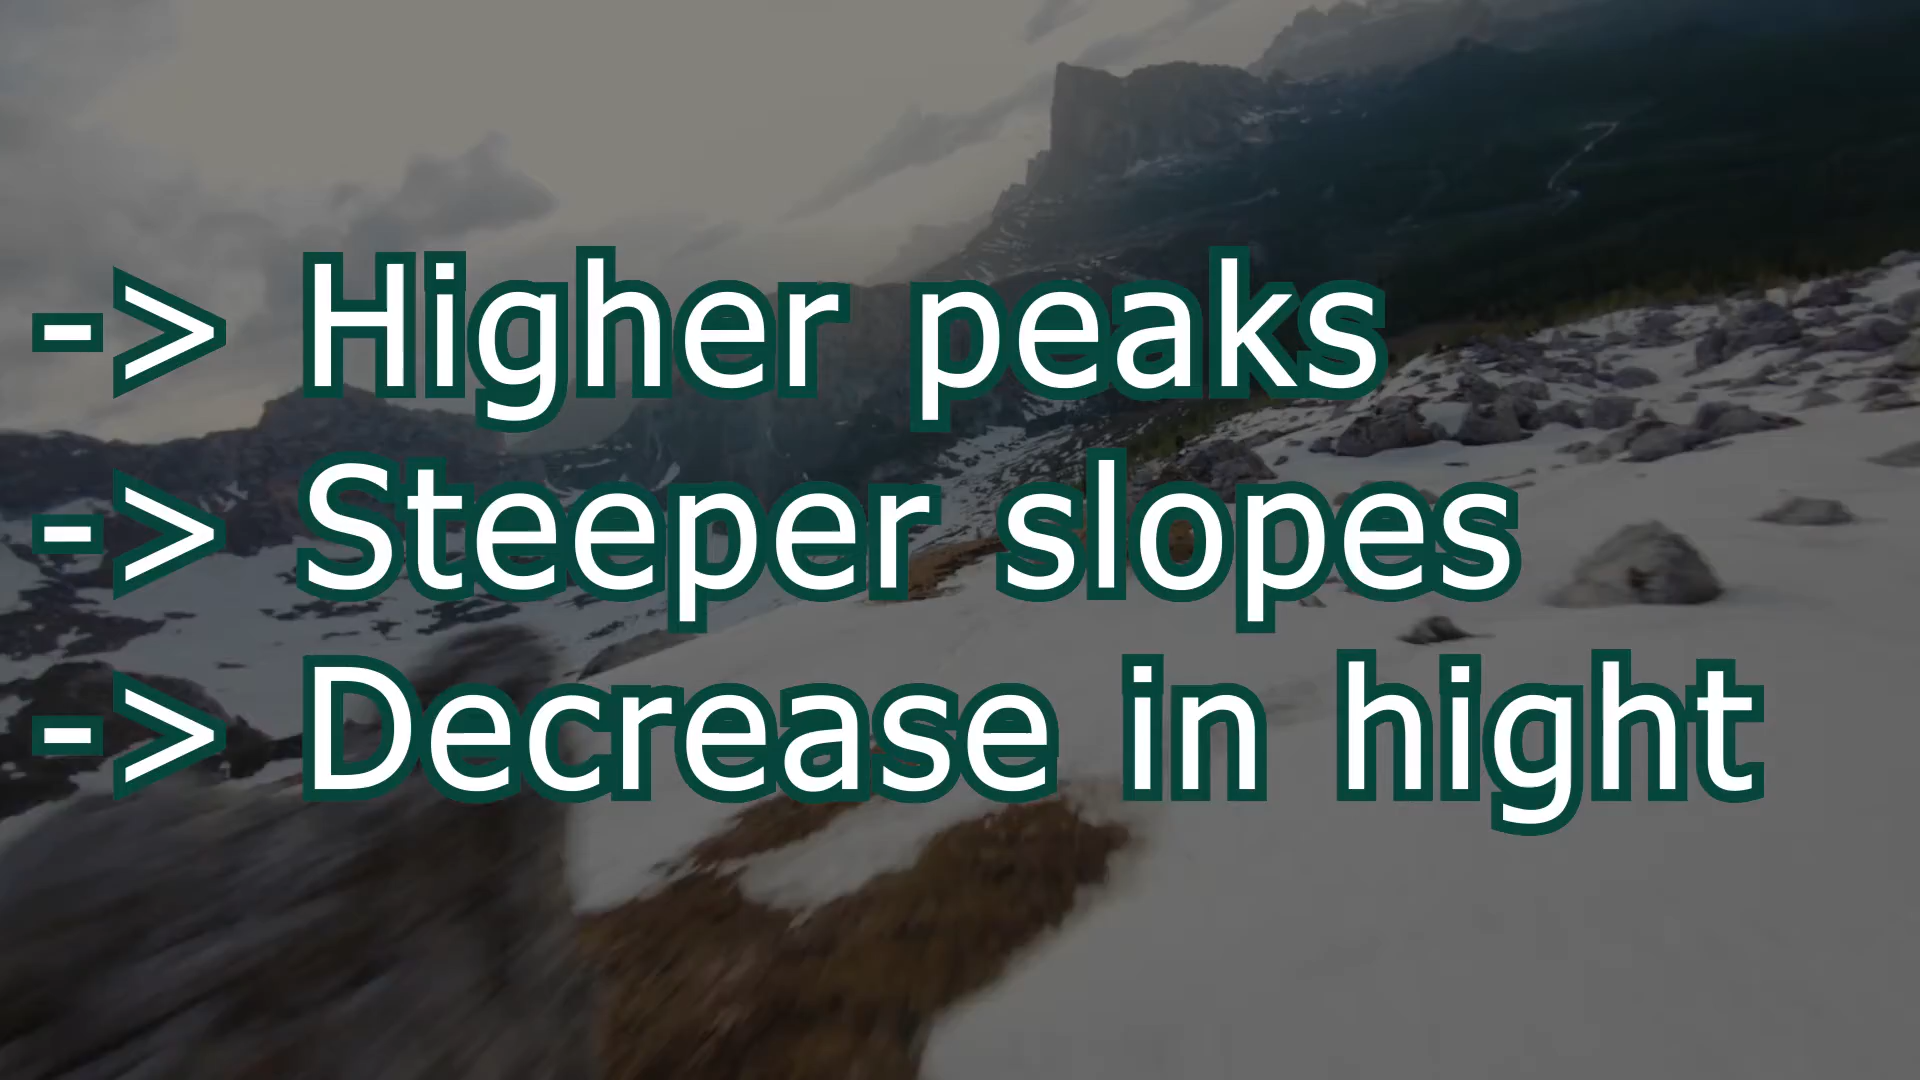 -> Higher peaks
-> Steeper slopes
-> Decrease in hight